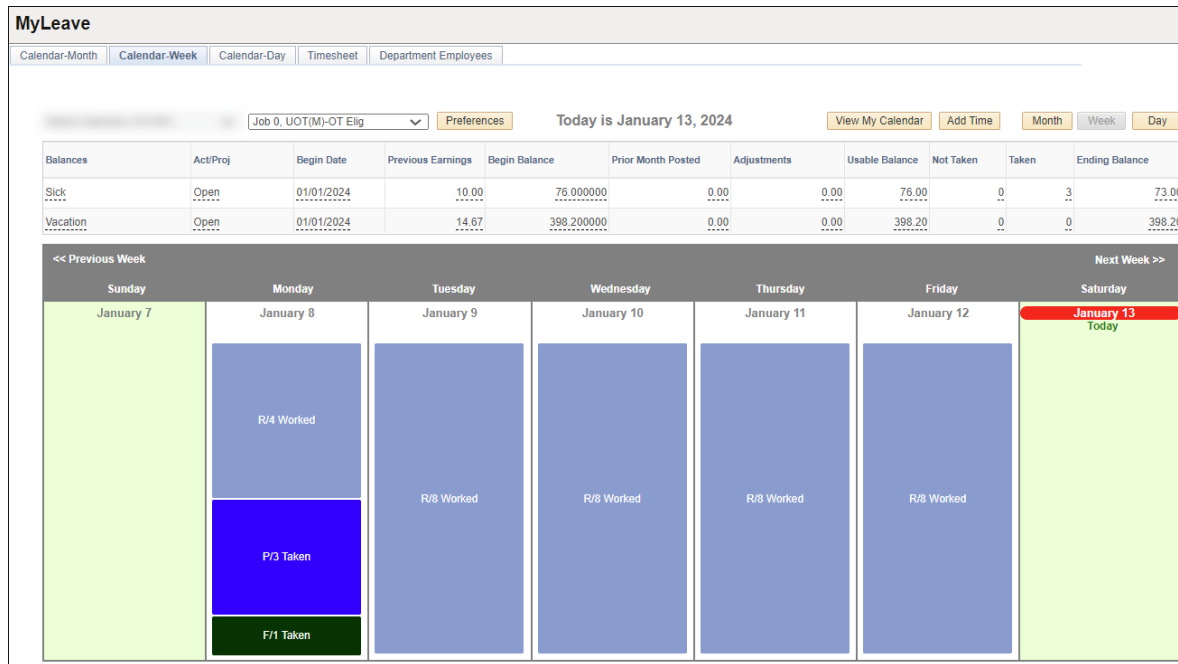 MyLeave
Calendar-Month Calendar-Week Calendar-Day Timesheet Department Employees
Job 0, UOT(M)-OT Elig Preferences Today is January 13, 2024 View My Calendar Add Time Month Week Day
Balances Act/Proj Begin Date Previous Earnings Begin Balance Prior Month Posted Adjustments Usable Balance Not Taken Taken Ending Balance
Sick Open 01/01/2024 10.00 76.000000 0.00 0.00 76.00 0 3 73.00
Vacation Open 01/01/2024 14.67 398.200000 0.00 0.00 398.20 0 0 398.20
<< Previous Week Next Week >>
Sunday Monday Tuesday Wednesday Thursday Friday Saturday
January 7 January 8 January 9 January 10 January 11 January 12 January 13
Today
R/4 Worked
R/8 Worked R/8 Worked R/8 Worked R/8 Worked
P/3 Taken
F/1 Taken